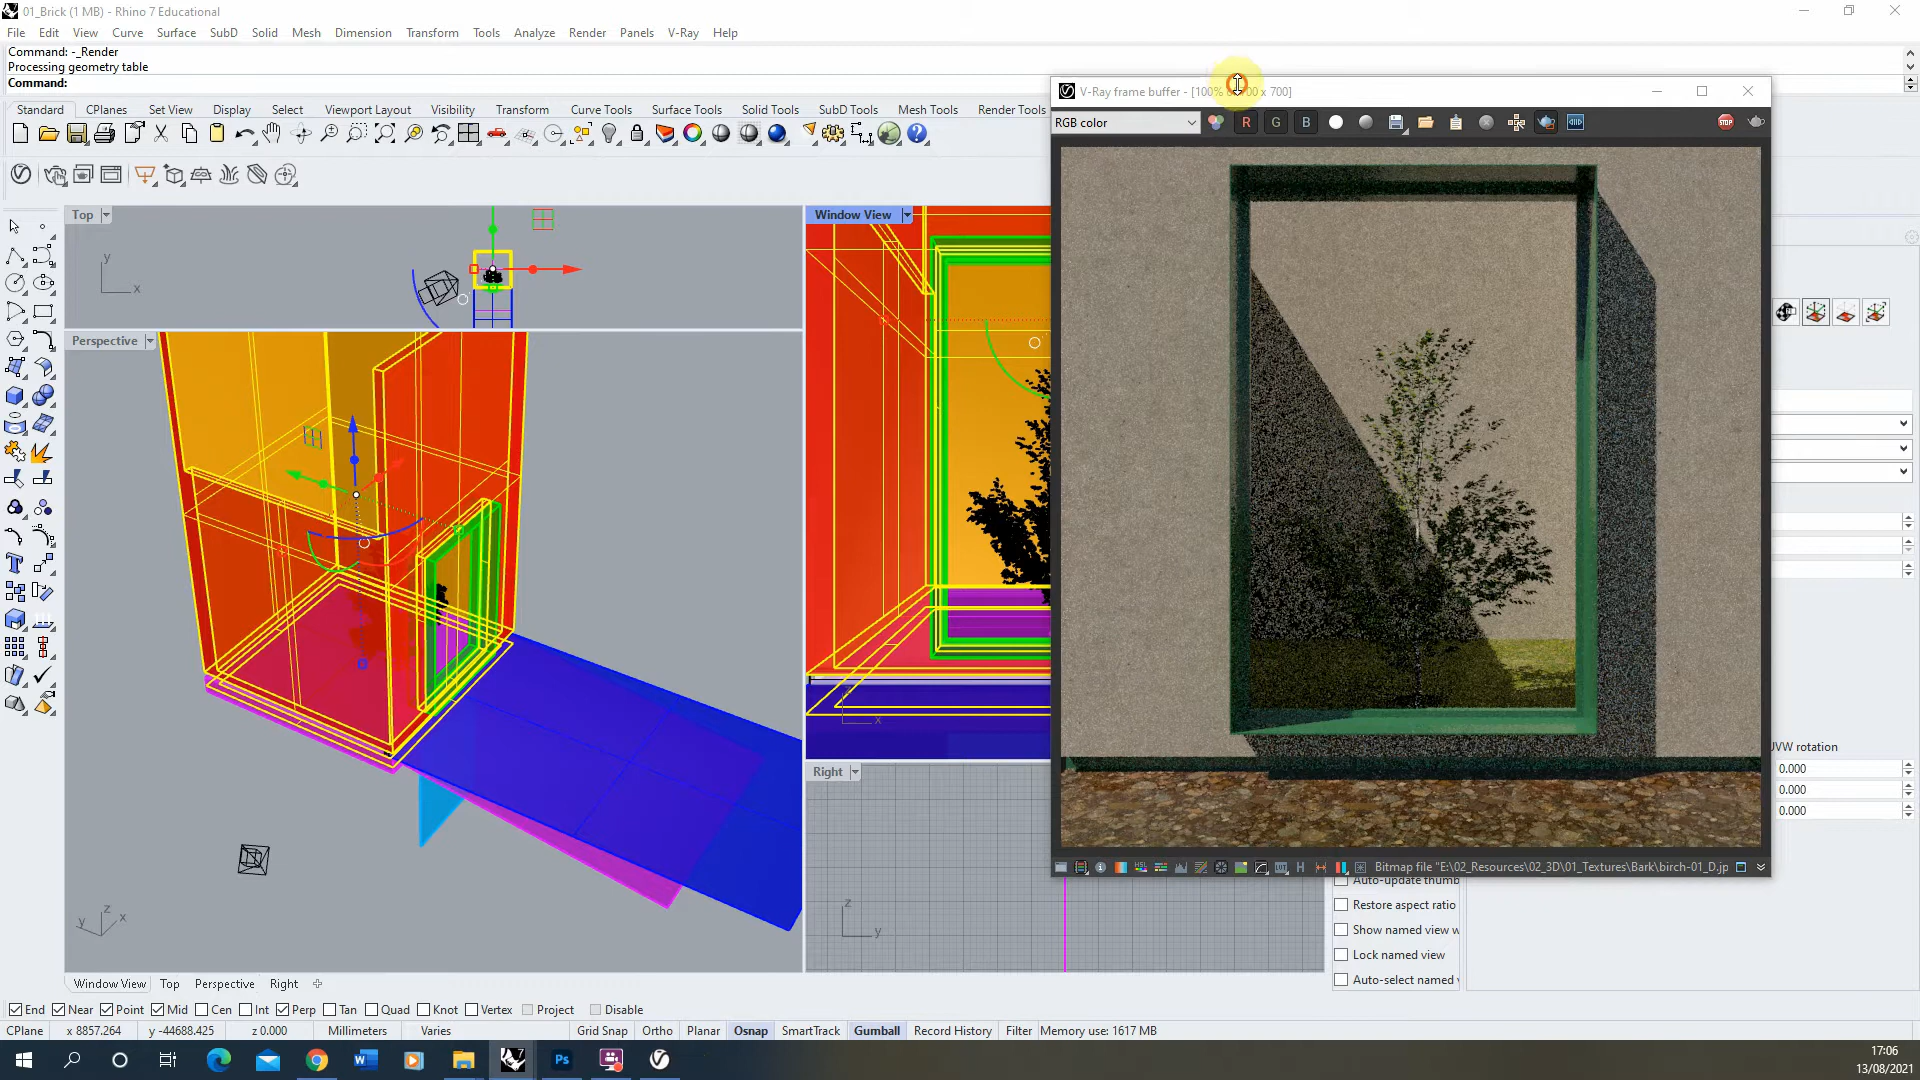 01_Brick (1 MB) - Rhino 7 Educational
File Edit View Curve Surface SubD Solid Mesh Dimension Transform Tools Analyze Render Panels V-Ray Help
Command: -_Render
Processing geometry table
Command:
Standard CPlanes Set View Display Select Viewport Layout Visibility Transform Curve Tools Surface Tools Solid Tools SubD Tools Mesh Tools Render Tools
V-Ray frame buffer - [100% 700 x 700]
RGB color R G B
STOP
Top
y
x
Window View
Perspective
x
z
y x
Right
z
y
UVW rotation
0.000
0.000
0.000
HSL LUT H
Bitmap file "E:\02_Resources\02_3D\01_Textures\Bark\birch-01_D.jp
Auto-update thumb
Restore aspect ratio
Show named view w
Lock named view
Auto-select named v
Window View Top Perspective Right
End Near Point Mid Cen Int Perp Tan Quad Knot Vertex Project Disable
CPlane x 8857.264 y -44688.425 z 0.000 Millimeters Varies Grid Snap Ortho Planar Osnap SmartTrack Gumball Record History Filter Memory use: 1617 MB
17:06
13/08/2021